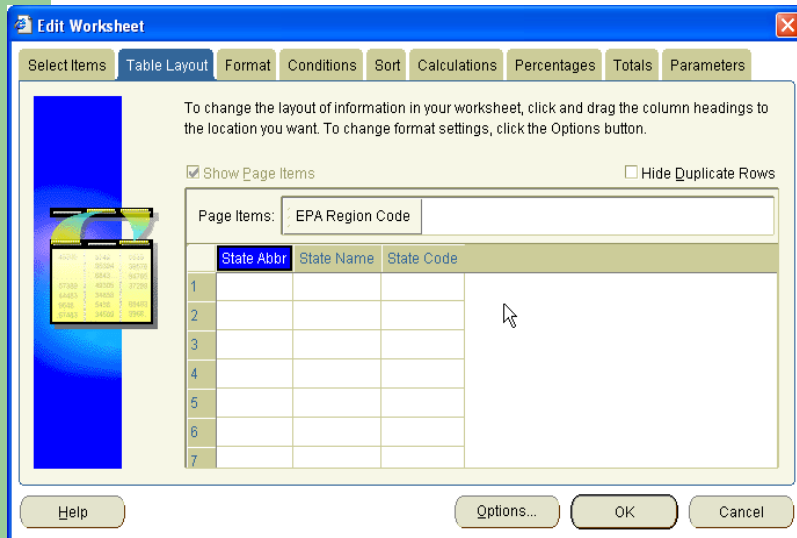 Edit Worksheet
Select Items Table Layout Format Conditions Sort Calculations Percentages Totals Parameters
To change the layout of information in your worksheet, click and drag the column headings to
the location you want. To change format settings, click the Options button.
Show Page Items Hide Duplicate Rows
Page Items: EPA Region Code
State Abbr State Name State Code
1
2
3
4
5
6
7
Help Options... OK Cancel